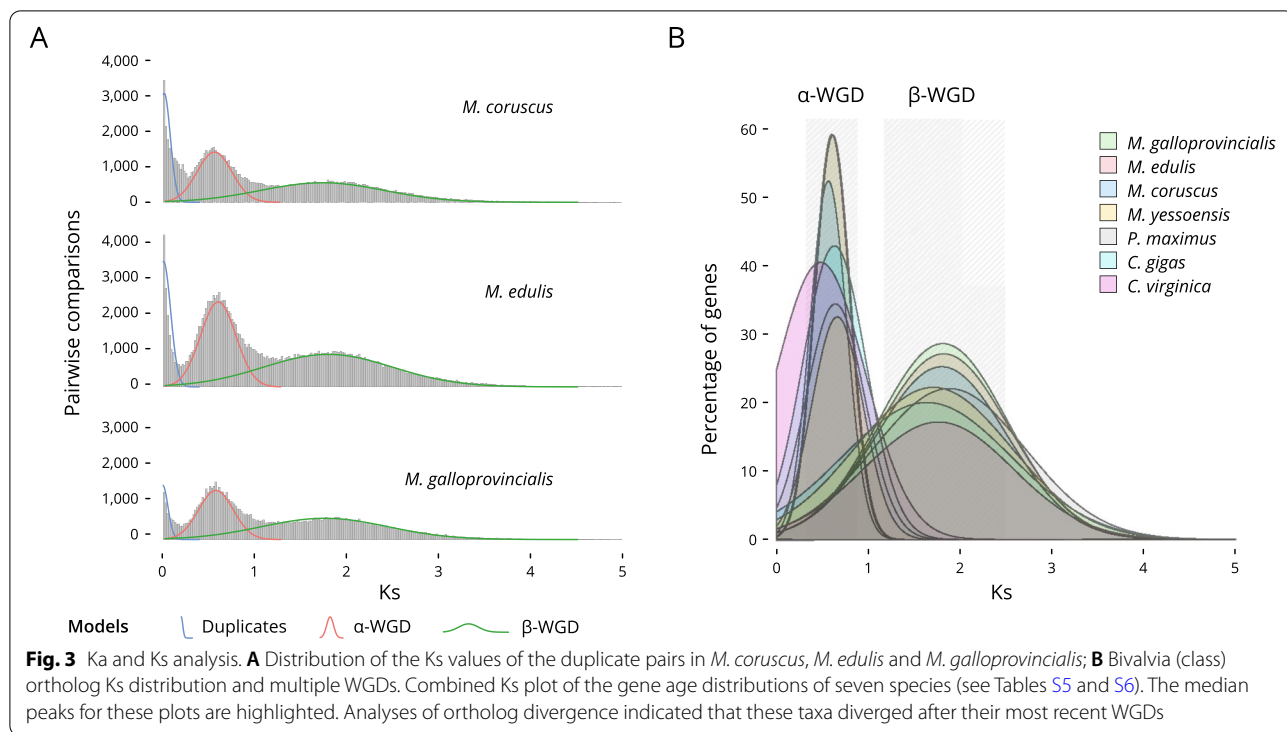 A
4,000
3,000
2,000
1,000
0
M. coruscus
4,000
3,000
2,000
1,000
0
M. edulis
3,000
2,000
1,000
0
M. galloprovincialis
Pairwise comparisons
0 1 2 3 4 5
Ks
Models Duplicates α-WGD β-WGD
B
α-WGD β-WGD
60
50
40
30
20
10
0
Percentage of genes
0 1 2 3 4 5
Ks
M. galloprovincialis
M. edulis
M. coruscus
M. yessoensis
P. maximus
C. gigas
C. virginica
Fig. 3 Ka and Ks analysis. A Distribution of the Ks values of the duplicate pairs in M. coruscus, M. edulis and M. galloprovincialis; B Bivalvia (class)
ortholog Ks distribution and multiple WGDs. Combined Ks plot of the gene age distributions of seven species (see Tables S5 and S6). The median
peaks for these plots are highlighted. Analyses of ortholog divergence indicated that these taxa diverged after their most recent WGDs